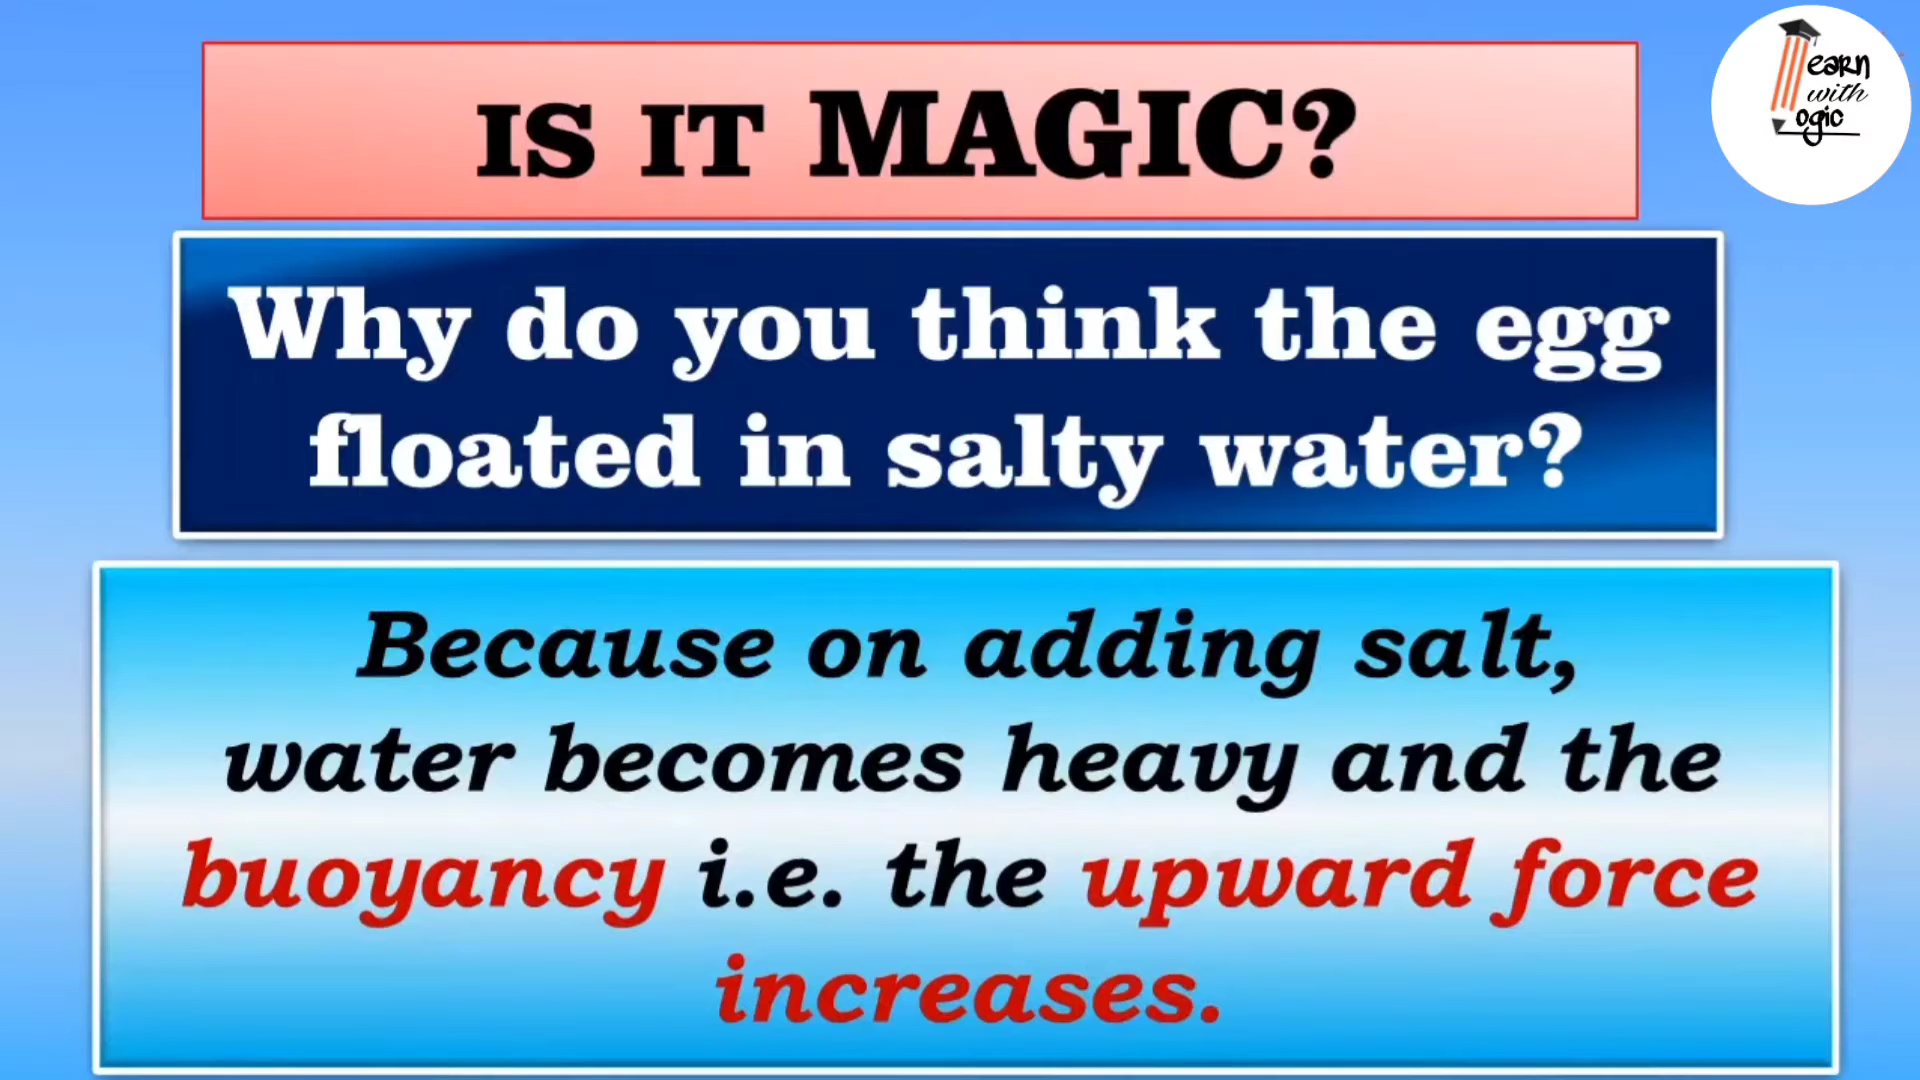 IS IT MAGIC?
earn
with
ogic
Why do you think the egg
floated in salty water?
Because on adding salt,
water becomes heavy and the
buoyancy i.e. the upward force
increases.